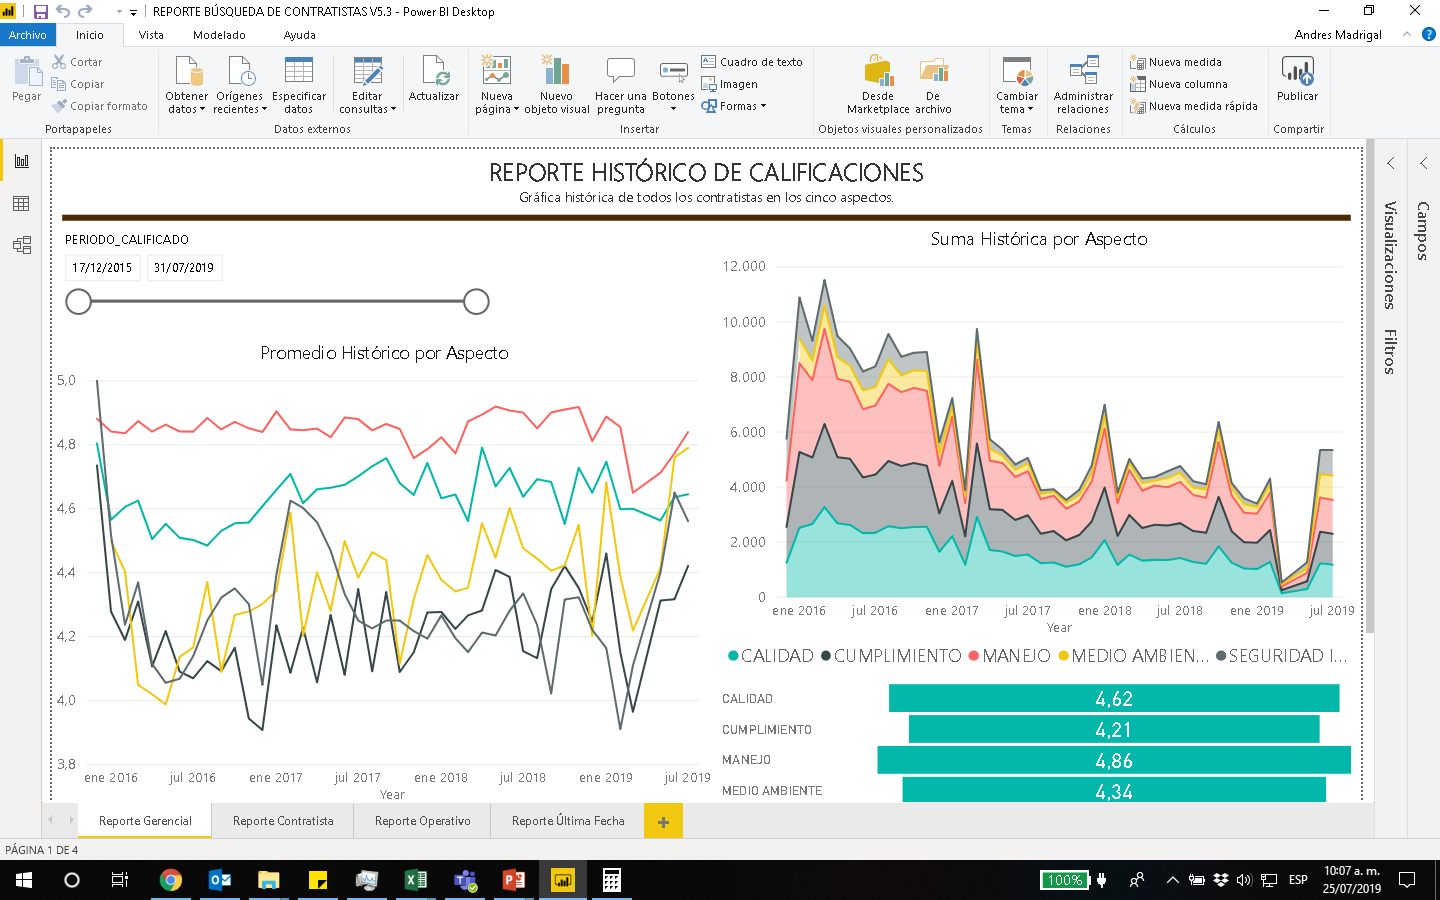 REPORTE BÚSQUEDA DE CONTRATISTAS V5.3 - Power BI Desktop
Archivo Inicio Vista Modelado Ayuda Andres Madrigal
Pegar
Cortar
Copiar
Copiar formato
Portapapeles
Obtener datos
Orígenes recientes
Especificar datos
Editar consultas
Actualizar
Datos externos
Nueva página
Nuevo objeto visual
Hacer una pregunta
Botones
Cuadro de texto
Imagen
Formas
Insertar
Desde Marketplace
De archivo
Objetos visuales personalizados
Cambiar tema
Temas
Administrar relaciones
Relaciones
Nueva medida
Nueva columna
Nueva medida rápida
Cálculos
Publicar
Compartir
REPORTE HISTÓRICO DE CALIFICACIONES
Gráfica histórica de todos los contratistas en los cinco aspectos.
PERIODO_CALIFICADO
17/12/2015 31/07/2019
Promedio Histórico por Aspecto
5,0
4,8
4,6
4,4
4,2
4,0
3,8
ene 2016 jul 2016 ene 2017 jul 2017 ene 2018 jul 2018 ene 2019 jul 2019
Year
Suma Histórica por Aspecto
12.000
10.000
8.000
6.000
4.000
2.000
0
ene 2016 jul 2016 ene 2017 jul 2017 ene 2018 jul 2018 ene 2019 jul 2019
Year
CALIDAD CUMPLIMIENTO MANEJO MEDIO AMBIEN... SEGURIDAD I...
CALIDAD 4,62
CUMPLIMIENTO 4,21
MANEJO 4,86
MEDIO AMBIENTE 4,34
Visualizaciones
Filtros
Campos
Reporte Gerencial Reporte Contratista Reporte Operativo Reporte Última Fecha
PÁGINA 1 DE 4
100% ESP
10:07 a. m.
25/07/2019